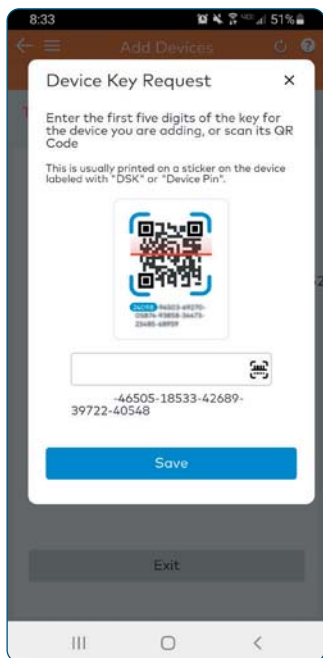 8:33 51%
Add Devices
Device Key Request ×
Enter the first five digits of the key for
the device you are adding, or scan its QR
Code
This is usually printed on a sticker on the device
labeled with "DSK" or "Device Pin".
-46505-18533-42689-
39722-40548
Save
Exit